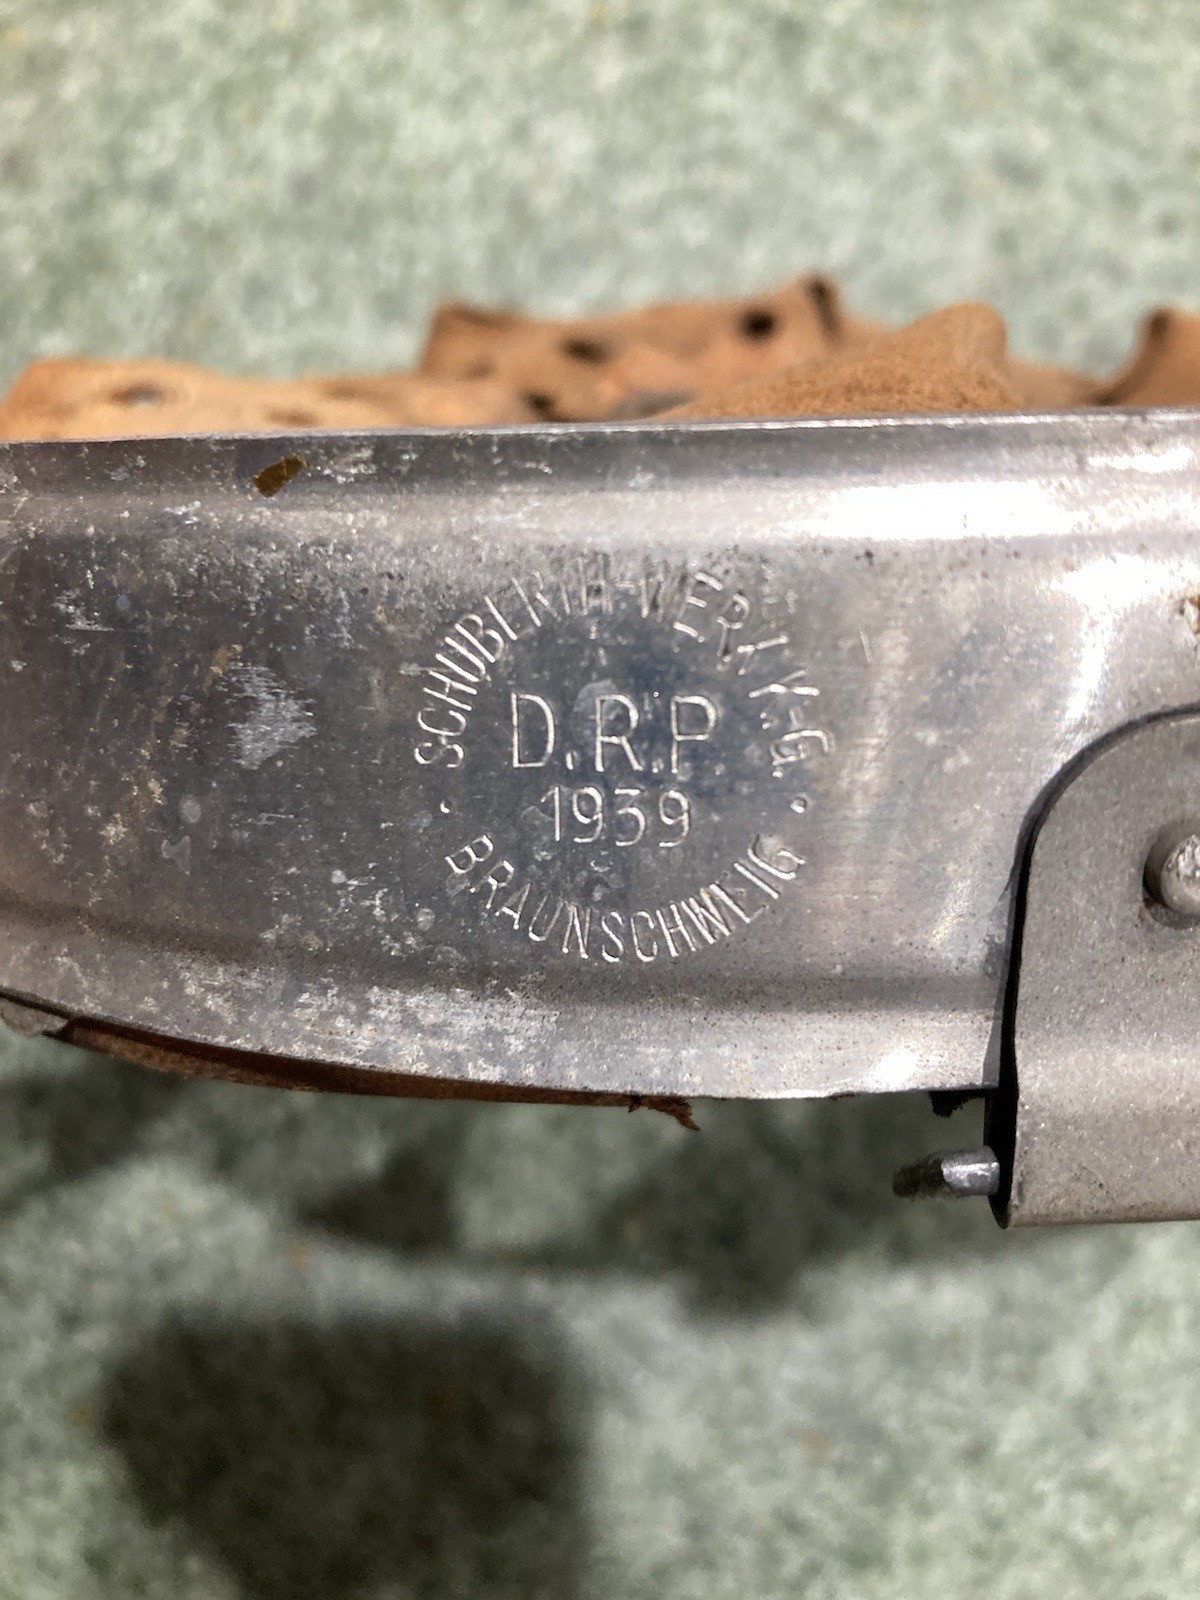 SCHUBERTH-WERK K.-G.
D.R.P.
1939
BRAUNSCHWEIG